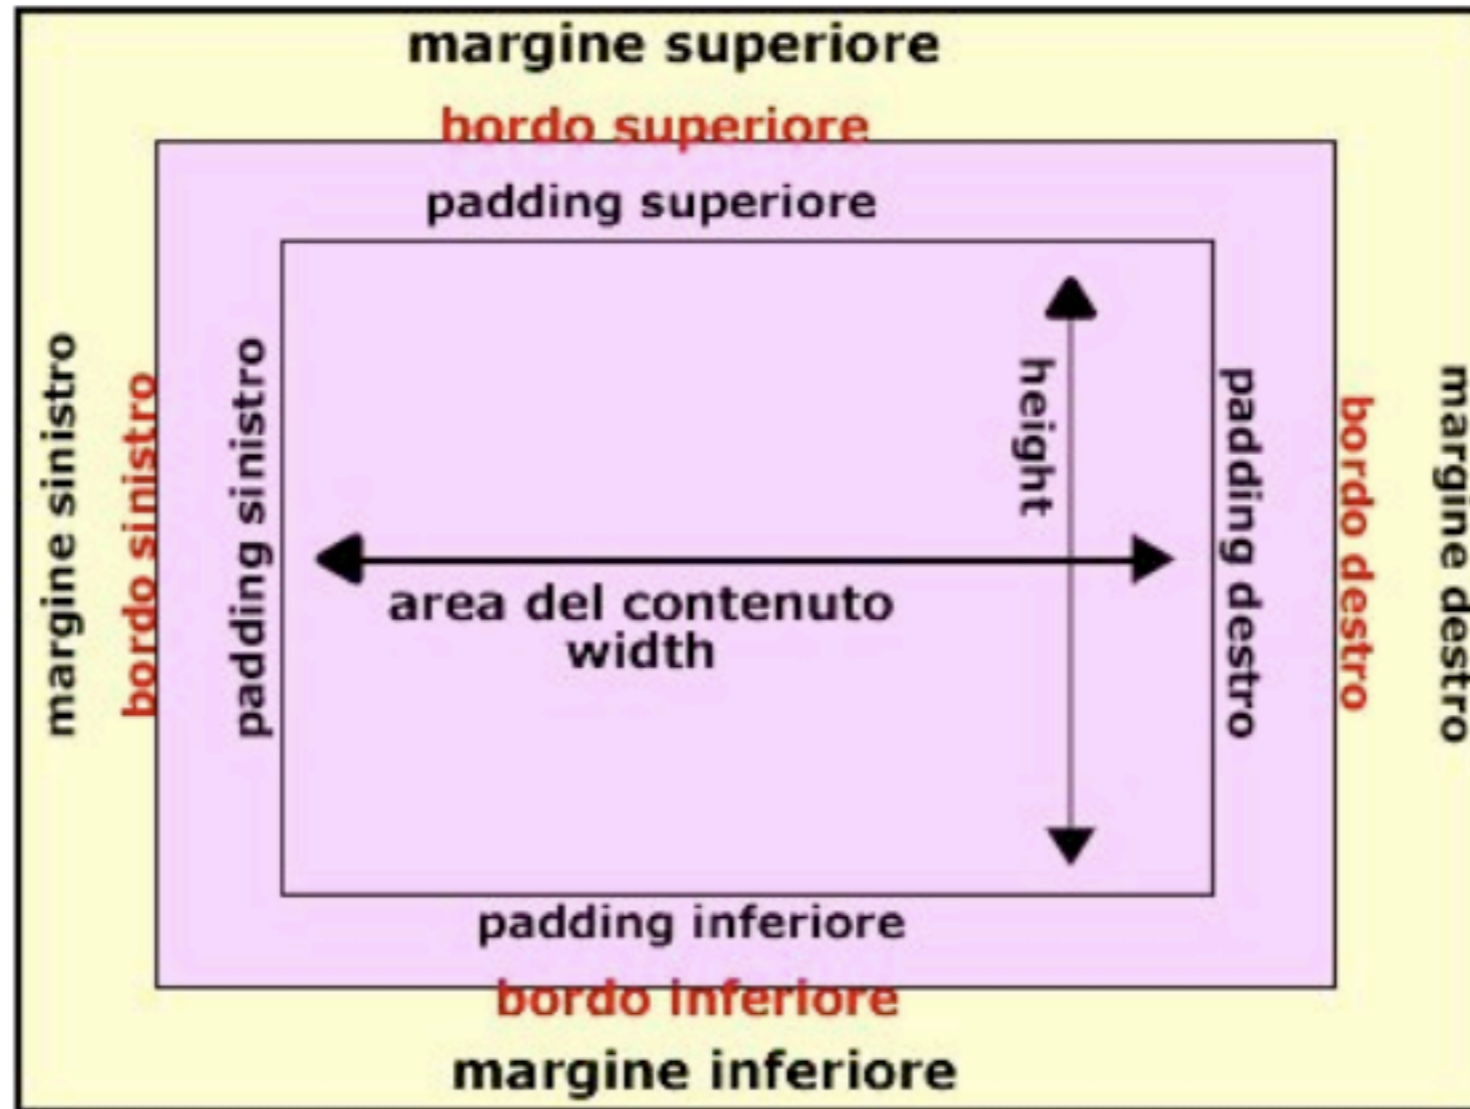 margine superiore
bordo superiore
padding superiore
margine sinistro
bordo sinistro
padding sinistro
height
area del contenuto
width
padding destro
bordo destro
margine destro
padding inferiore
bordo inferiore
margine inferiore